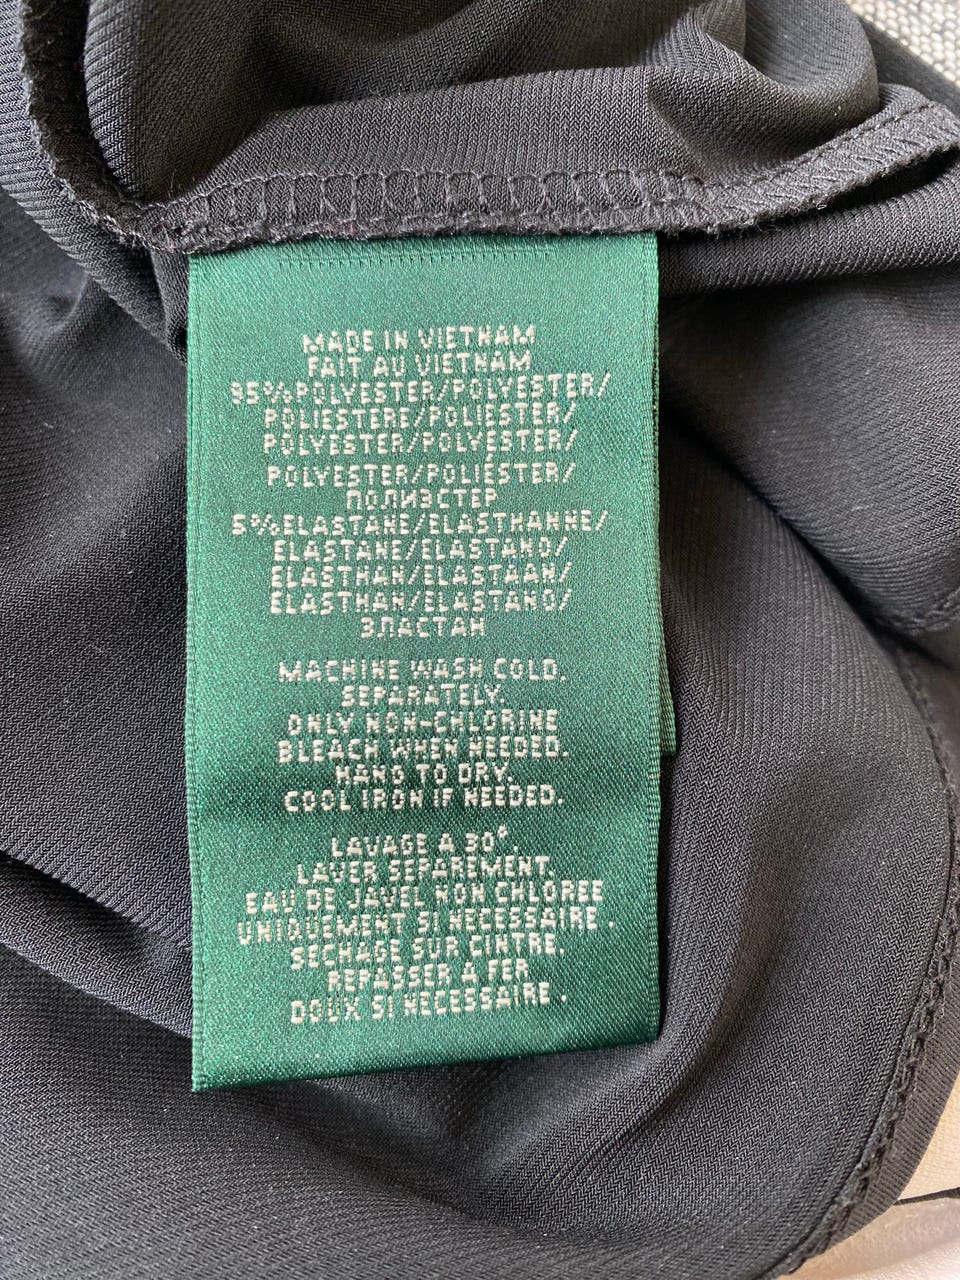 MADE IN VIETNAM
FAIT AU VIETNAM
95%POLYESTER/POLYESTER/
POLIESTERE/POLIESTER/
POLYESTER/POLYESTER/
POLYESTER/POLIÉSTER/
ПОЛИЭСТЕР
5%ELASTANE/ELASTHANNE/
ELASTANE/ELASTANO/
ELASTHAN/ELASTAAN/
ELASTHAN/ELASTANO/
ЭЛАСТАН
MACHINE WASH COLD.
SEPARATELY.
ONLY NON-CHLORINE
BLEACH WHEN NEEDED.
HANG TO DRY.
COOL IRON IF NEEDED.
LAVAGE A 30°.
LAVER SEPAREMENT.
EAU DE JAVEL NON CHLOREE
UNIQUEMENT SI NECESSAIRE .
SECHAGE SUR CINTRE.
REPASSER A FER
DOUX SI NECESSAIRE .